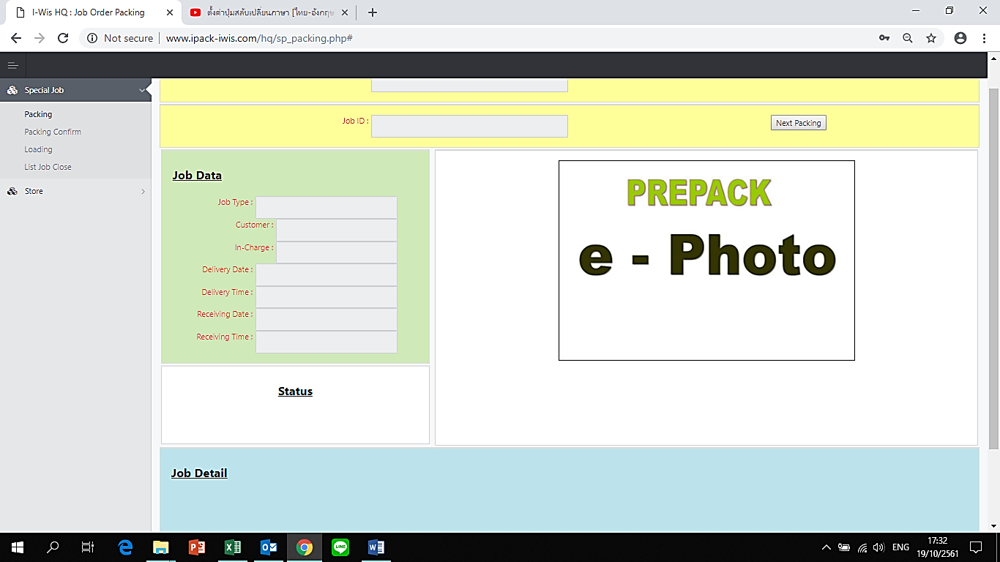 I-Wis HQ : Job Order Packing
ตั้งค่าปุ่มสลับเปลี่ยนภาษา [ไทย-อังกฤษ
Not secure
www.ipack-iwis.com/hq/sp_packing.php#
Special Job
Packing
Packing Confirm
Loading
List Job Close
Store
Job ID :
Next Packing
Job Data
Job Type :
Customer :
In-Charge :
Delivery Date :
Delivery Time :
Receiving Date :
Receiving Time :
PREPACK
e - Photo
Status
Job Detail
ENG
17:32
19/10/2561